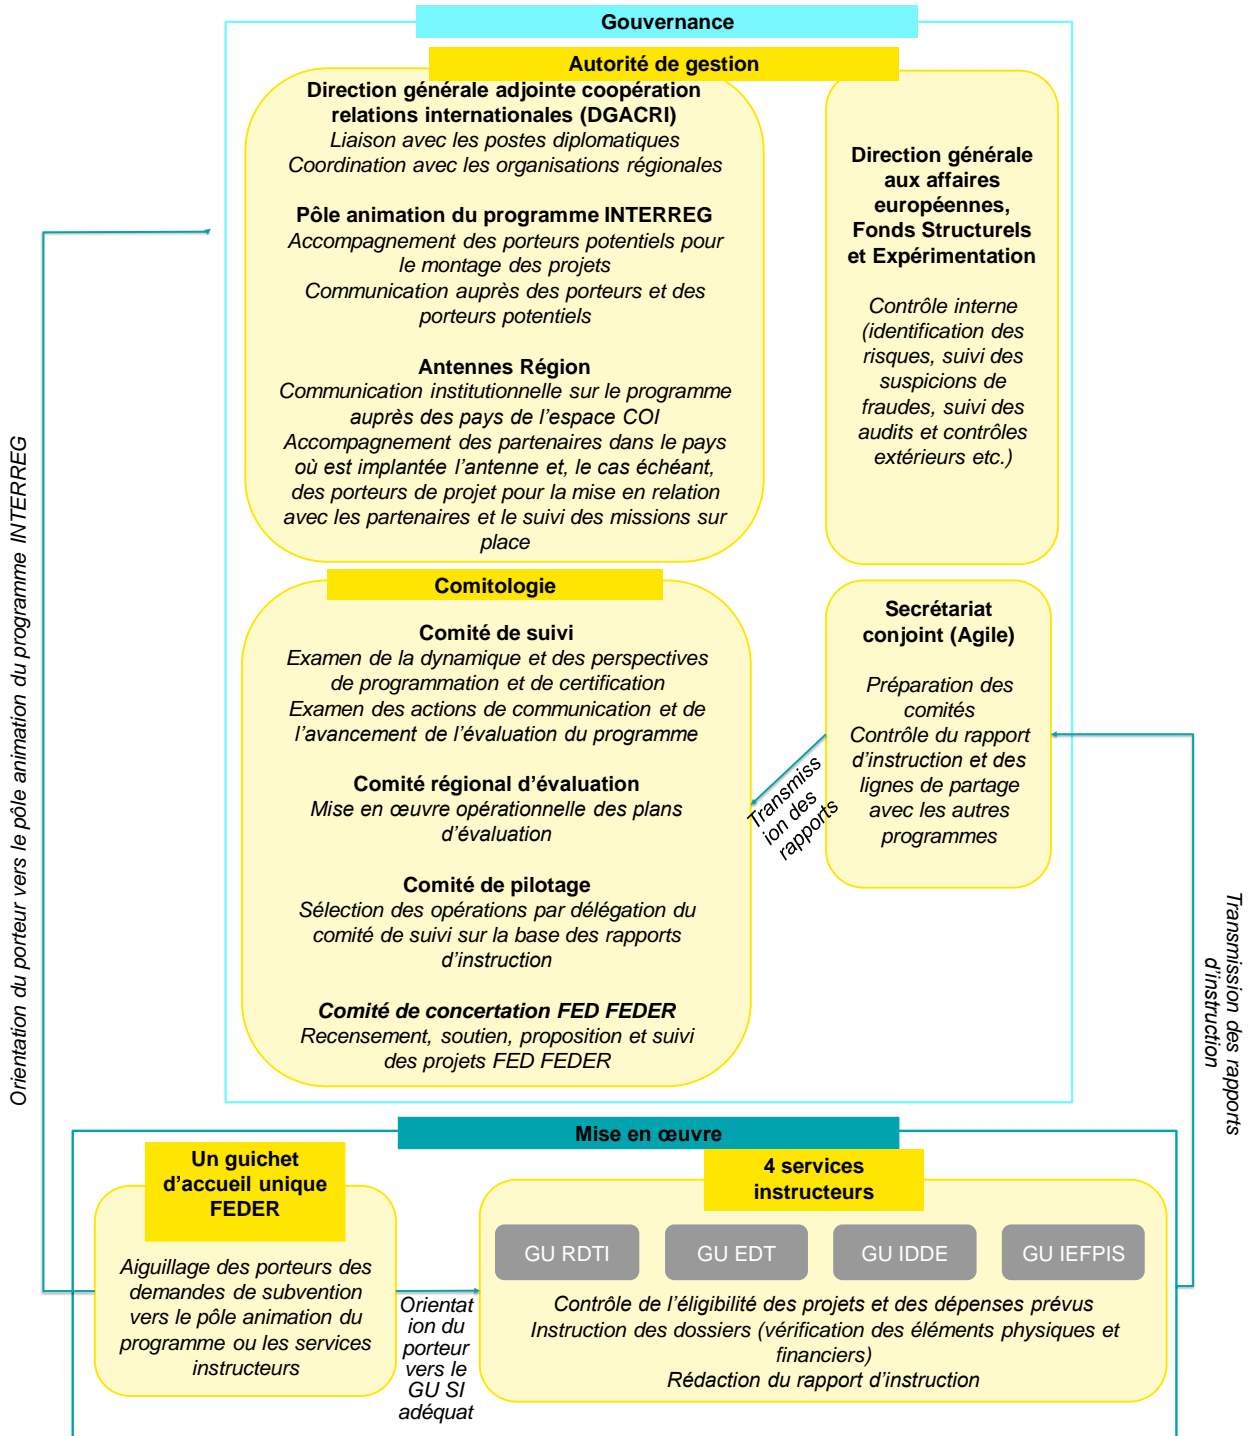 Gouvernance
Autorité de gestion
Direction générale adjointe coopération
relations internationales (DGACRI)
Liaison avec les postes diplomatiques
Coordination avec les organisations régionales
Pôle animation du programme INTERREG
Accompagnement des porteurs potentiels pour
le montage des projets
Communication auprès des porteurs et des
porteurs potentiels
Antennes Région
Communication institutionnelle sur le programme
auprès des pays de l'espace COI
Accompagnement des partenaires dans le pays
où est implantée l'antenne et, le cas échéant,
des porteurs de projet pour la mise en relation
avec les partenaires et le suivi des missions sur
place
Direction générale
aux affaires
européennes,
Fonds Structurels
et Expérimentation
Contrôle interne
(identification des
risques, suivi des
suspicions de
fraudes, suivi des
audits et contrôles
extérieurs etc.)
Comitologie
Comité de suivi
Examen de la dynamique et des perspectives
de programmation et de certification
Examen des actions de communication et de
l'avancement de l'évaluation du programme
Comité régional d'évaluation
Mise en œuvre opérationnelle des plans
d'évaluation
Comité de pilotage
Sélection des opérations par délégation du
comité de suivi sur la base des rapports
d'instruction
Comité de concertation FED FEDER
Recensement, soutien, proposition et suivi
des projets FED FEDER
Secrétariat
conjoint (Agile)
Préparation des
comités
Contrôle du rapport
d'instruction et des
lignes de partage
avec les autres
programmes
Transmiss
ion des
rapports
Orientation du porteur vers le pôle animation du programme INTERREG
Transmission des rapports
d'instruction
Mise en œuvre
Un guichet
d'accueil unique
FEDER
Aiguillage des porteurs des
demandes de subvention
vers le pôle animation du
programme ou les services
instructeurs
Orientat
ion du
porteur
vers le
GU SI
adéquat
4 services
instructeurs
GU RDTI
GU EDT
GU IDDE
GU IEFPIS
Contrôle de l'éligibilité des projets et des dépenses prévus
Instruction des dossiers (vérification des éléments physiques et
financiers)
Rédaction du rapport d'instruction